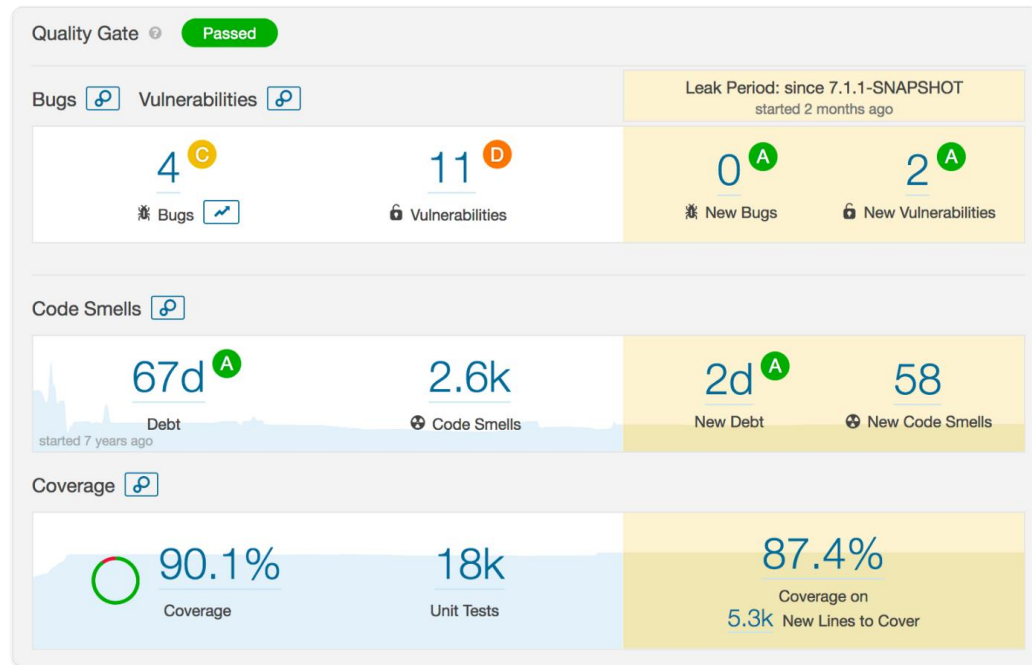 Quality Gate ? Passed
Leak Period: since 7.1.1-SNAPSHOT
started 2 months ago
Bugs Vulnerabilities
4 C 11 D 0 A 2 A
Bugs Vulnerabilities New Bugs New Vulnerabilities
Code Smells
67d A 2.6k 2d A 58
Debt Code Smells New Debt New Code Smells
started 7 years ago
Coverage
90.1% 18k 87.4%
Coverage Unit Tests Coverage on
5.3k New Lines to Cover